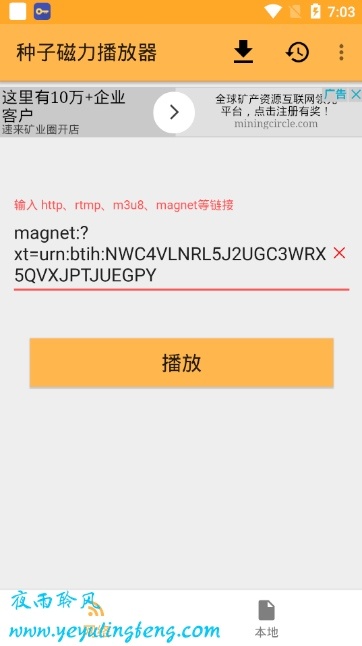 7:03
种子磁力播放器
这里有10万+企业
客户
速来矿业圈开店
全球矿产资源互联网领先
平台，点击注册有奖！
miningcircle.com
广告
输入 http、rtmp、m3u8、magnet等链接
magnet:?
xt=urn:btih:NWC4VLNRL5J2UGC3WRX
5QVXJPTJUEGPY
播放
夜雨聆风
www.yeyutingfeng.com
本地